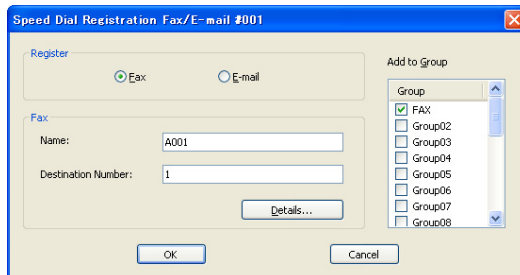 Speed Dial Registration Fax/E-mail #001
Register
Fax
E-mail
Fax
Name:
A001
Destination Number:
1
Details...
Add to Group
Group
FAX
Group02
Group03
Group04
Group05
Group06
Group07
Group08
OK
Cancel